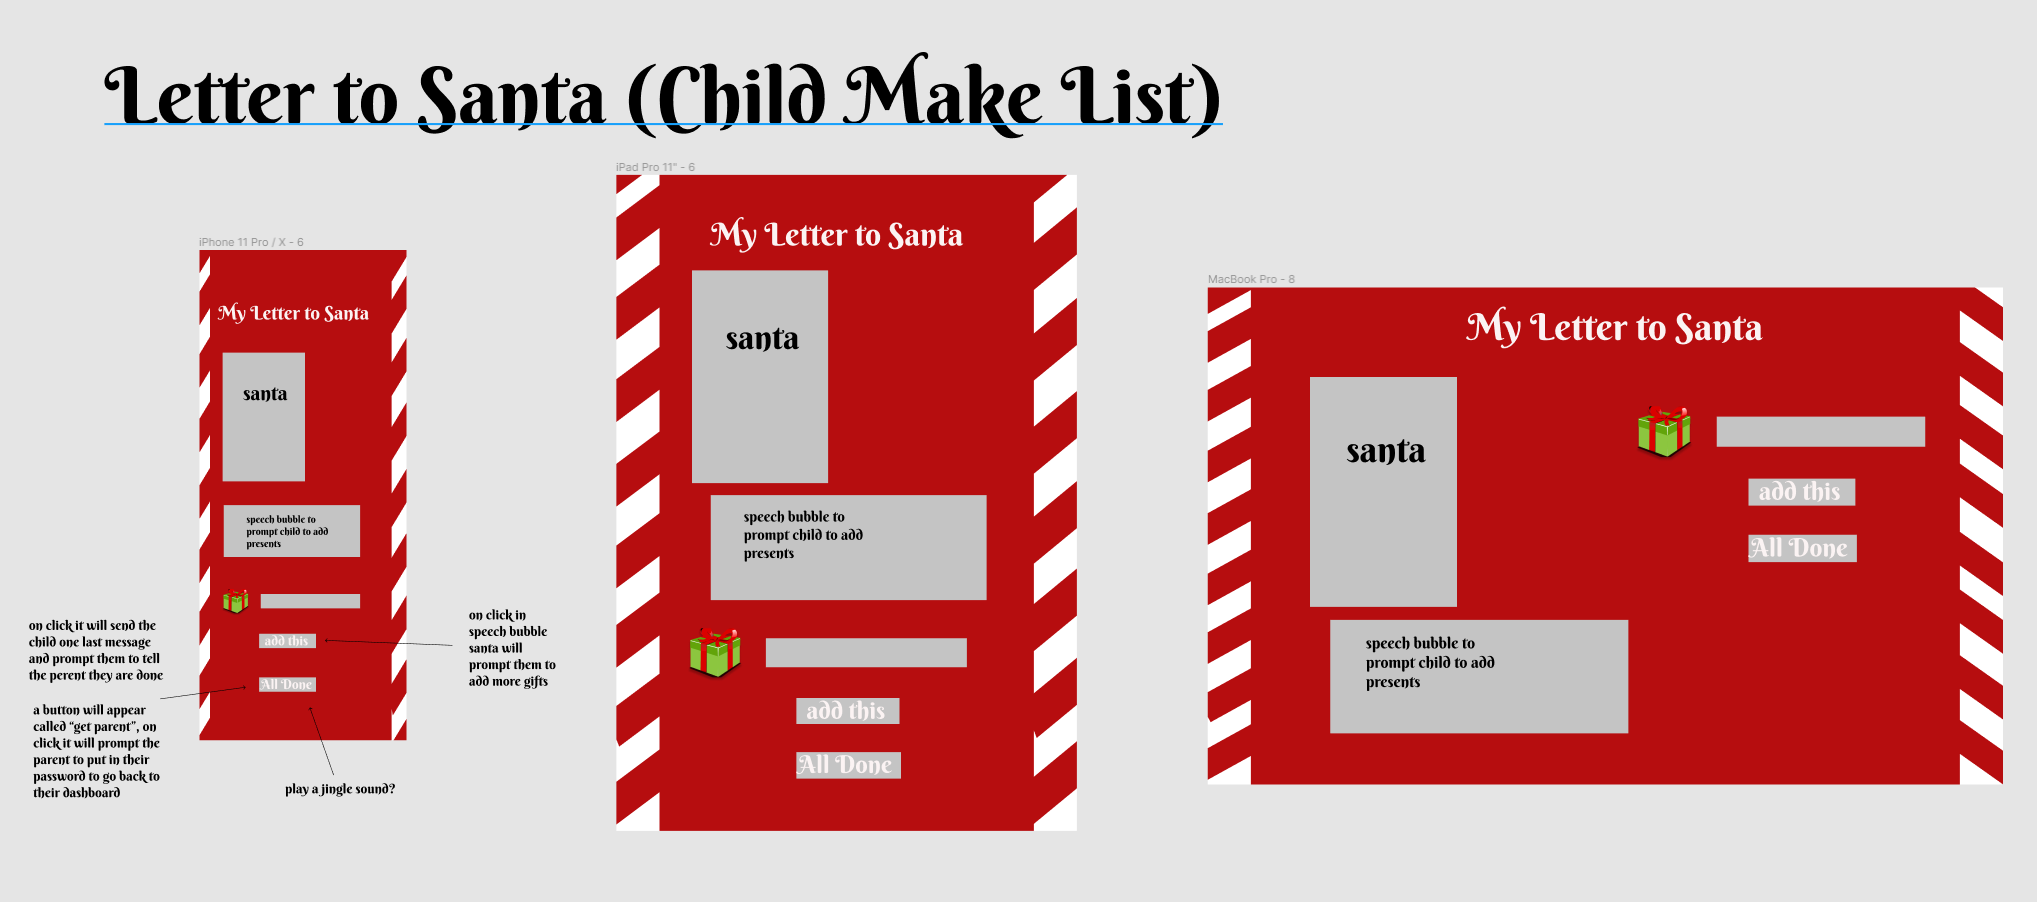 Letter to Santa (Child Make List)
iPhone 11 Pro / X - 6
My Letter to Santa
santa
speech bubble to
prompt child to add
presents
add this
All Done
on click it will send the
child one last message
and prompt them to tell
the perent they are done
a button will appear
called “get parent”, on
click it will prompt the
parent to put in their
password to go back to
their dashboard
on click in
speech bubble
santa will
prompt them to
add more gifts
play a jingle sound?
iPad Pro 11" - 6
My Letter to Santa
santa
speech bubble to
prompt child to add
presents
add this
All Done
MacBook Pro - 8
My Letter to Santa
santa
add this
All Done
speech bubble to
prompt child to add
presents